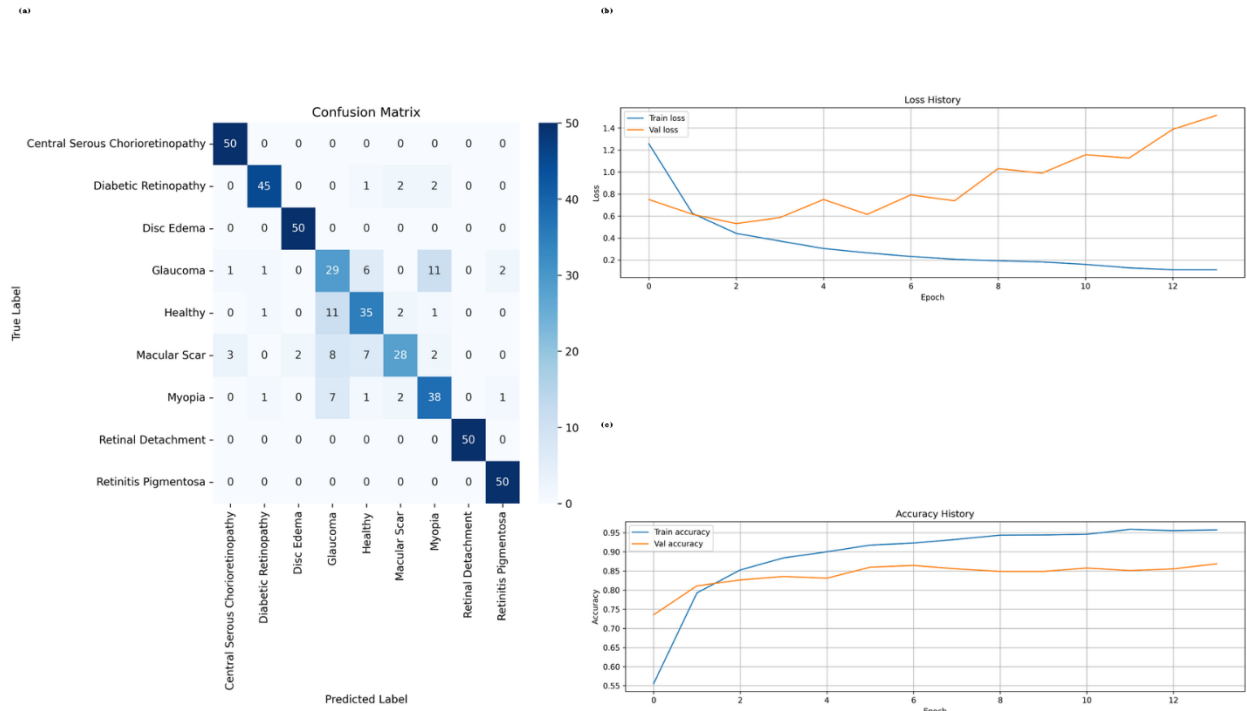 (a)
Confusion Matrix
True Label
Central Serous Chorioretinopathy 50 0 0 0 0 0 0 0 0
Diabetic Retinopathy 0 45 0 0 1 2 2 0 0
Disc Edema 0 0 50 0 0 0 0 0 0
Glaucoma 1 1 0 29 6 0 11 0 2
Healthy 0 1 0 11 35 2 1 0 0
Macular Scar 3 0 2 8 7 28 2 0 0
Myopia 0 1 0 7 1 2 38 0 1
Retinal Detachment 0 0 0 0 0 0 0 50 0
Retinitis Pigmentosa 0 0 0 0 0 0 0 0 50
Central Serous Chorioretinopathy
Diabetic Retinopathy
Disc Edema
Glaucoma
Healthy
Macular Scar
Myopia
Retinal Detachment
Retinitis Pigmentosa
Predicted Label
50
40
30
20
10
0
(b)
Loss History
Train loss
Val loss
Loss
1.4
1.2
1.0
0.8
0.6
0.4
0.2
0 2 4 6 8 10 12
Epoch
(c)
Accuracy History
Train accuracy
Val accuracy
Accuracy
0.95
0.90
0.85
0.80
0.75
0.70
0.65
0.60
0.55
0 2 4 6 8 10 12
Epoch